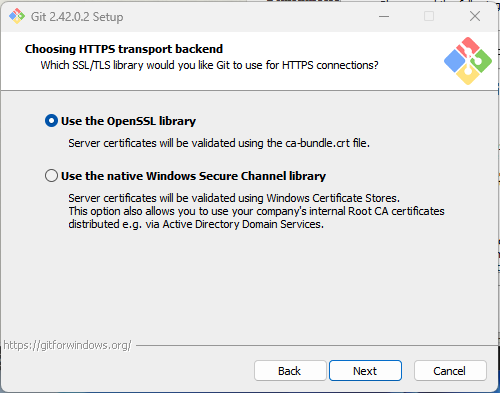 Git 2.42.0.2 Setup
Choosing HTTPS transport backend
Which SSL/TLS library would you like Git to use for HTTPS connections?
Use the OpenSSL library
Server certificates will be validated using the ca-bundle.crt file.
Use the native Windows Secure Channel library
Server certificates will be validated using Windows Certificate Stores.
This option also allows you to use your company's internal Root CA certificates
distributed e.g. via Active Directory Domain Services.
https://gitforwindows.org/
Back Next Cancel